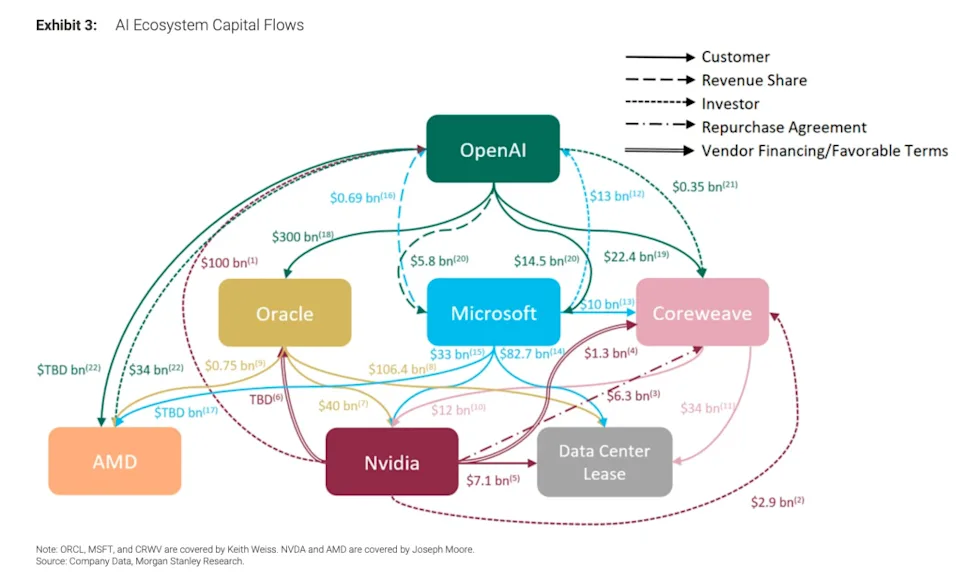 Exhibit 3: AI Ecosystem Capital Flows
Customer
Revenue Share
Investor
Repurchase Agreement
Vendor Financing/Favorable Terms
OpenAI
$0.69 bn(16)
$13 bn(12)
$0.35 bn(21)
$300 bn(18)
$100 bn(1)
$5.8 bn(20)
$14.5 bn(20)
$22.4 bn(19)
Oracle
Microsoft
$10 bn(13)
Coreweave
$TBD bn(22)
$34 bn(22)
$0.75 bn(9)
$106.4 bn(8)
$33 bn(15)
$82.7 bn(14)
$1.3 bn(4)
TBD(6)
$TBD bn(17)
$40 bn(7)
$12 bn(10)
$6.3 bn(3)
$34 bn(11)
AMD
Nvidia
Data Center
Lease
$7.1 bn(5)
$2.9 bn(2)
Note: ORCL, MSFT, and CRWV are covered by Keith Weiss. NVDA and AMD are covered by Joseph Moore.
Source: Company Data, Morgan Stanley Research.